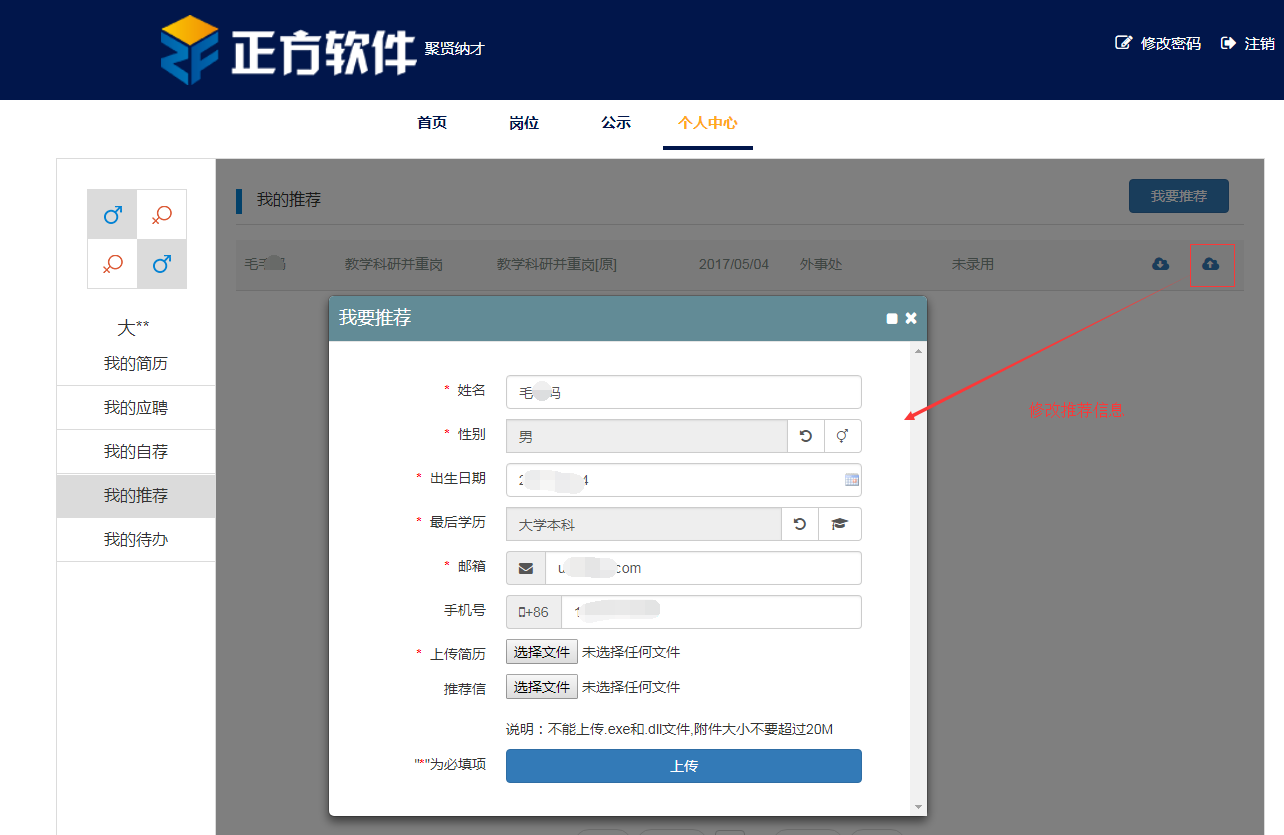 正方软件 聚贤纳才
修改密码 注销
首页 岗位 公示 个人中心
大**
我的简历
我的应聘
我的自荐
我的推荐
我的待办
我的推荐
我要推荐
教学科研并重岗 教学科研并重岗[原] 2017/05/04 外事处 未录用
修改推荐信息
我要推荐
* 姓名 毛 码
* 性别 男
* 出生日期
* 最后学历 大学本科
* 邮箱 u com
手机号 +86
* 上传简历 选择文件 未选择任何文件
推荐信 选择文件 未选择任何文件
说明：不能上传.exe和.dll文件,附件大小不要超过20M
"*"为必填项 上传